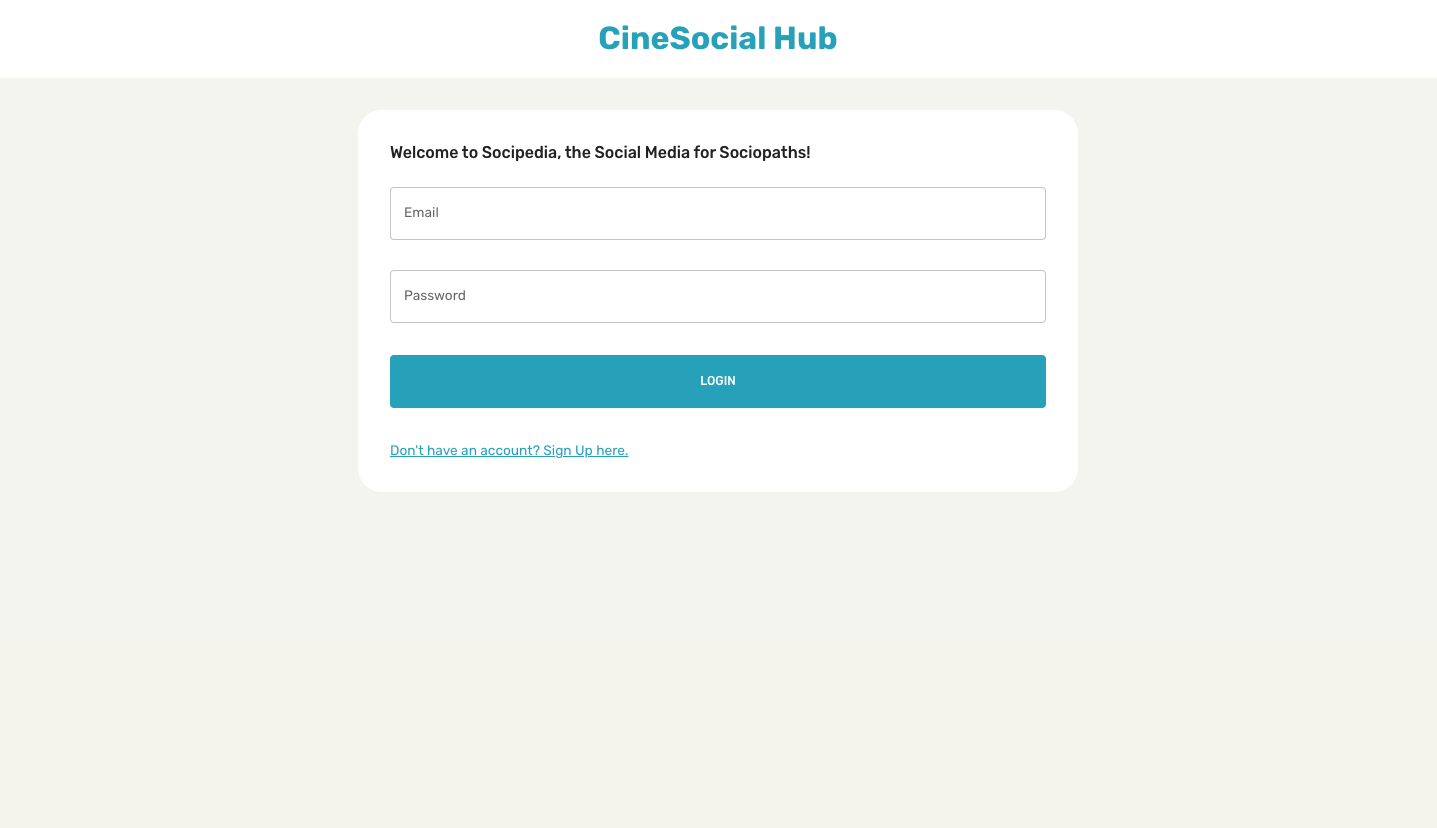 CineSocial Hub
Welcome to Socipedia, the Social Media for Sociopaths!
Email
Password
LOGIN
Don't have an account? Sign Up here.